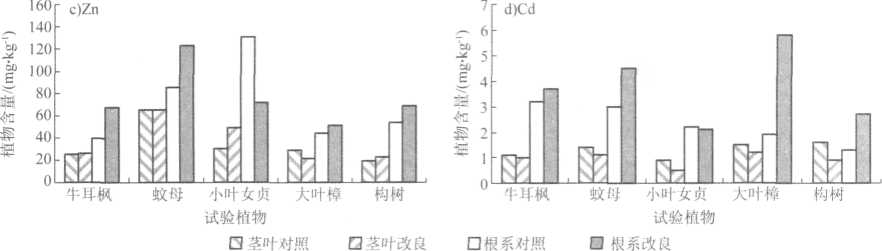 c)Zn
植物含量/(mg·kg⁻¹)
160
140
120
100
80
60
40
20
0
牛耳枫 蚊母 小叶女贞 大叶樟 构树
试验植物
d)Cd
植物含量/(mg·kg⁻¹)
7
6
5
4
3
2
1
0
牛耳枫 蚊母 小叶女贞 大叶樟 构树
试验植物
茎叶对照 茎叶改良 根系对照 根系改良